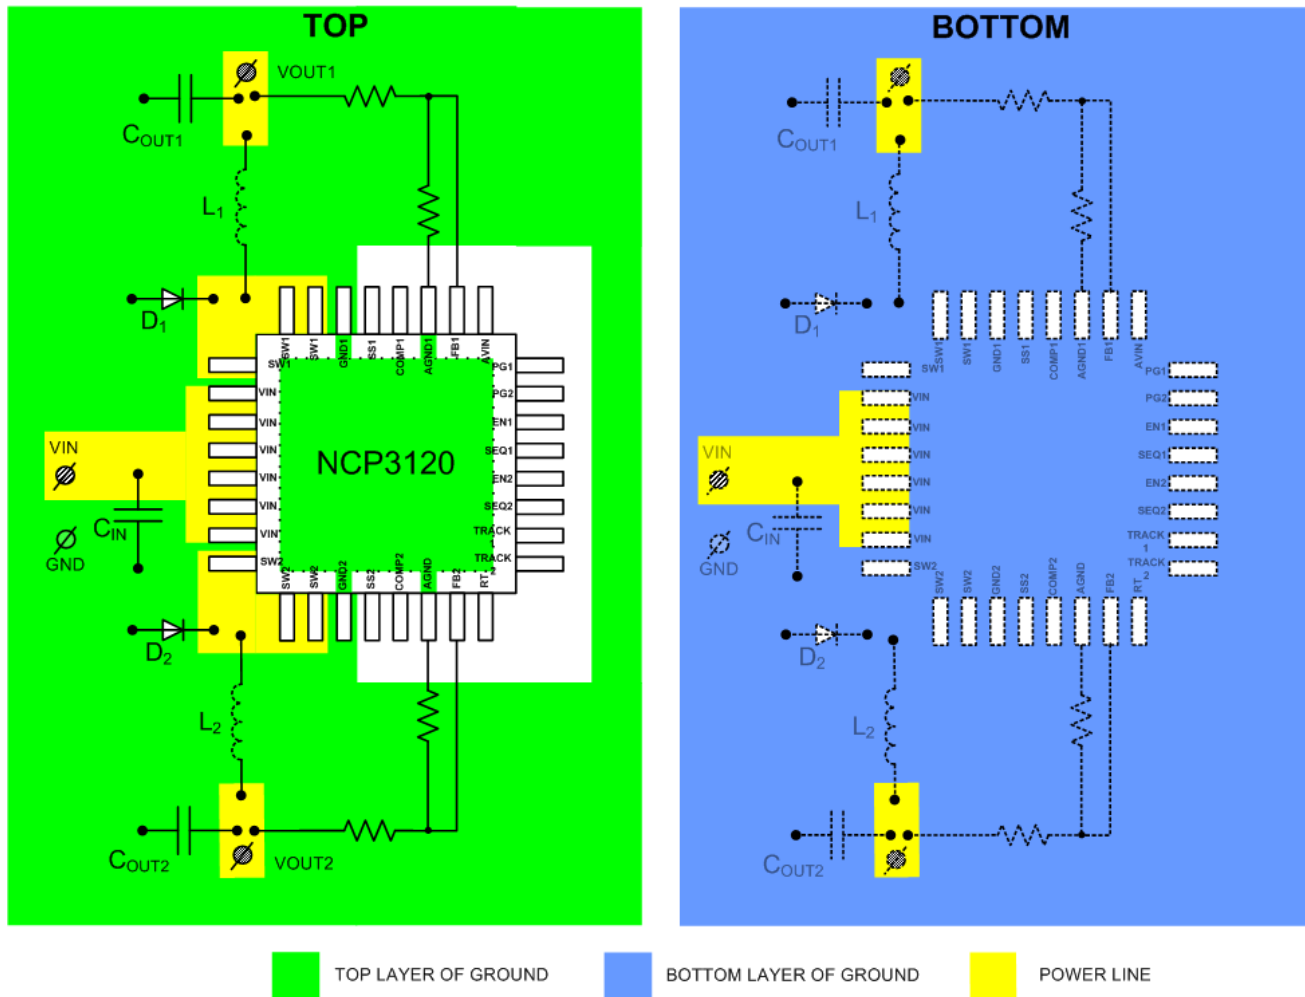 TOP
VOUT1
COUT1
L1
D1
SW1
SW1
GND1
SS1
COMP1
AGND1
FB1
AVIN
SW1
VIN
VIN
VIN
VIN
VIN
VIN
SW2
PG1
PG2
EN1
SEQ1
EN2
SEQ2
TRACK
1
TRACK
2
NCP3120
VIN
CIN
GND
SW2
SW2
GND2
SS2
COMP2
AGND
FB2
RT
D2
L2
COUT2
VOUT2
BOTTOM
COUT1
L1
D1
SW1
SW1
GND1
SS1
COMP1
AGND1
FB1
AVIN
SW1
VIN
VIN
VIN
VIN
VIN
VIN
SW2
PG1
PG2
EN1
SEQ1
EN2
SEQ2
TRACK
1
TRACK
2
VIN
CIN
GND
SW2
SW2
GND2
SS2
COMP2
AGND
FB2
RT
D2
L2
COUT2
TOP LAYER OF GROUND
BOTTOM LAYER OF GROUND
POWER LINE